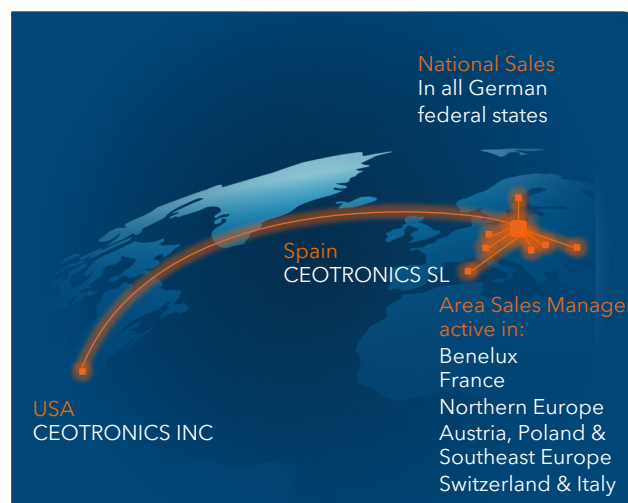 National Sales
In all German
federal states
Spain
CEOTRONICS SL
Area Sales Manage
active in:
Benelux
France
Northern Europe
Austria, Poland &
Southeast Europe
Switzerland & Italy
USA
CEOTRONICS INC